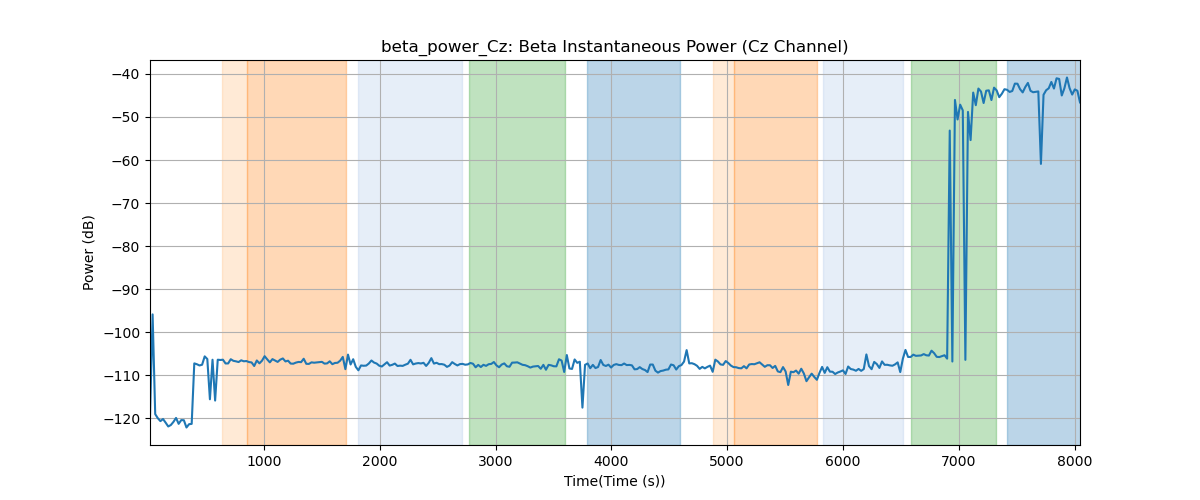 beta_power_Cz: Beta Instantaneous Power (Cz Channel)
Power (dB)
−40
−50
−60
−70
−80
−90
−100
−110
−120
1000 2000 3000 4000 5000 6000 7000 8000
Time(Time (s))